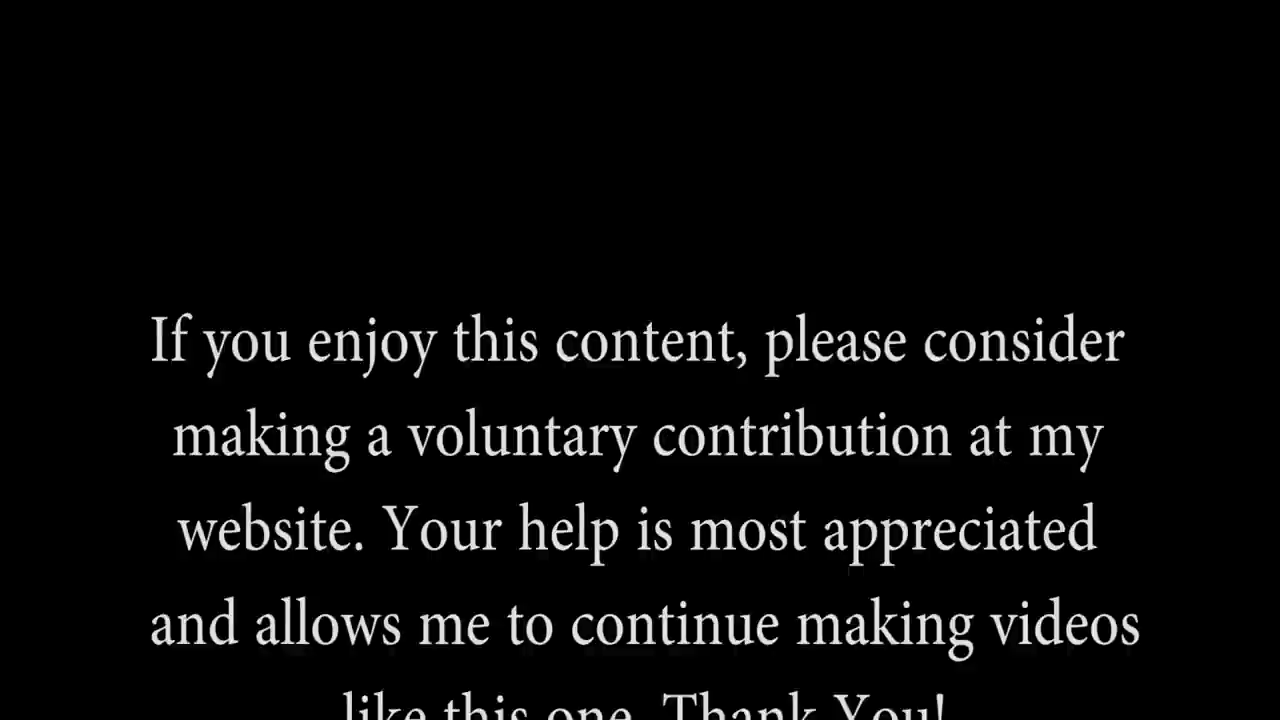 If you enjoy this content, please consider
making a voluntary contribution at my
website. Your help is most appreciated
and allows me to continue making videos
like this one. Thank You!